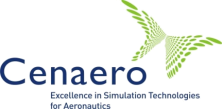 Cenaero
Excellence in Simulation Technologies
for Aeronautics